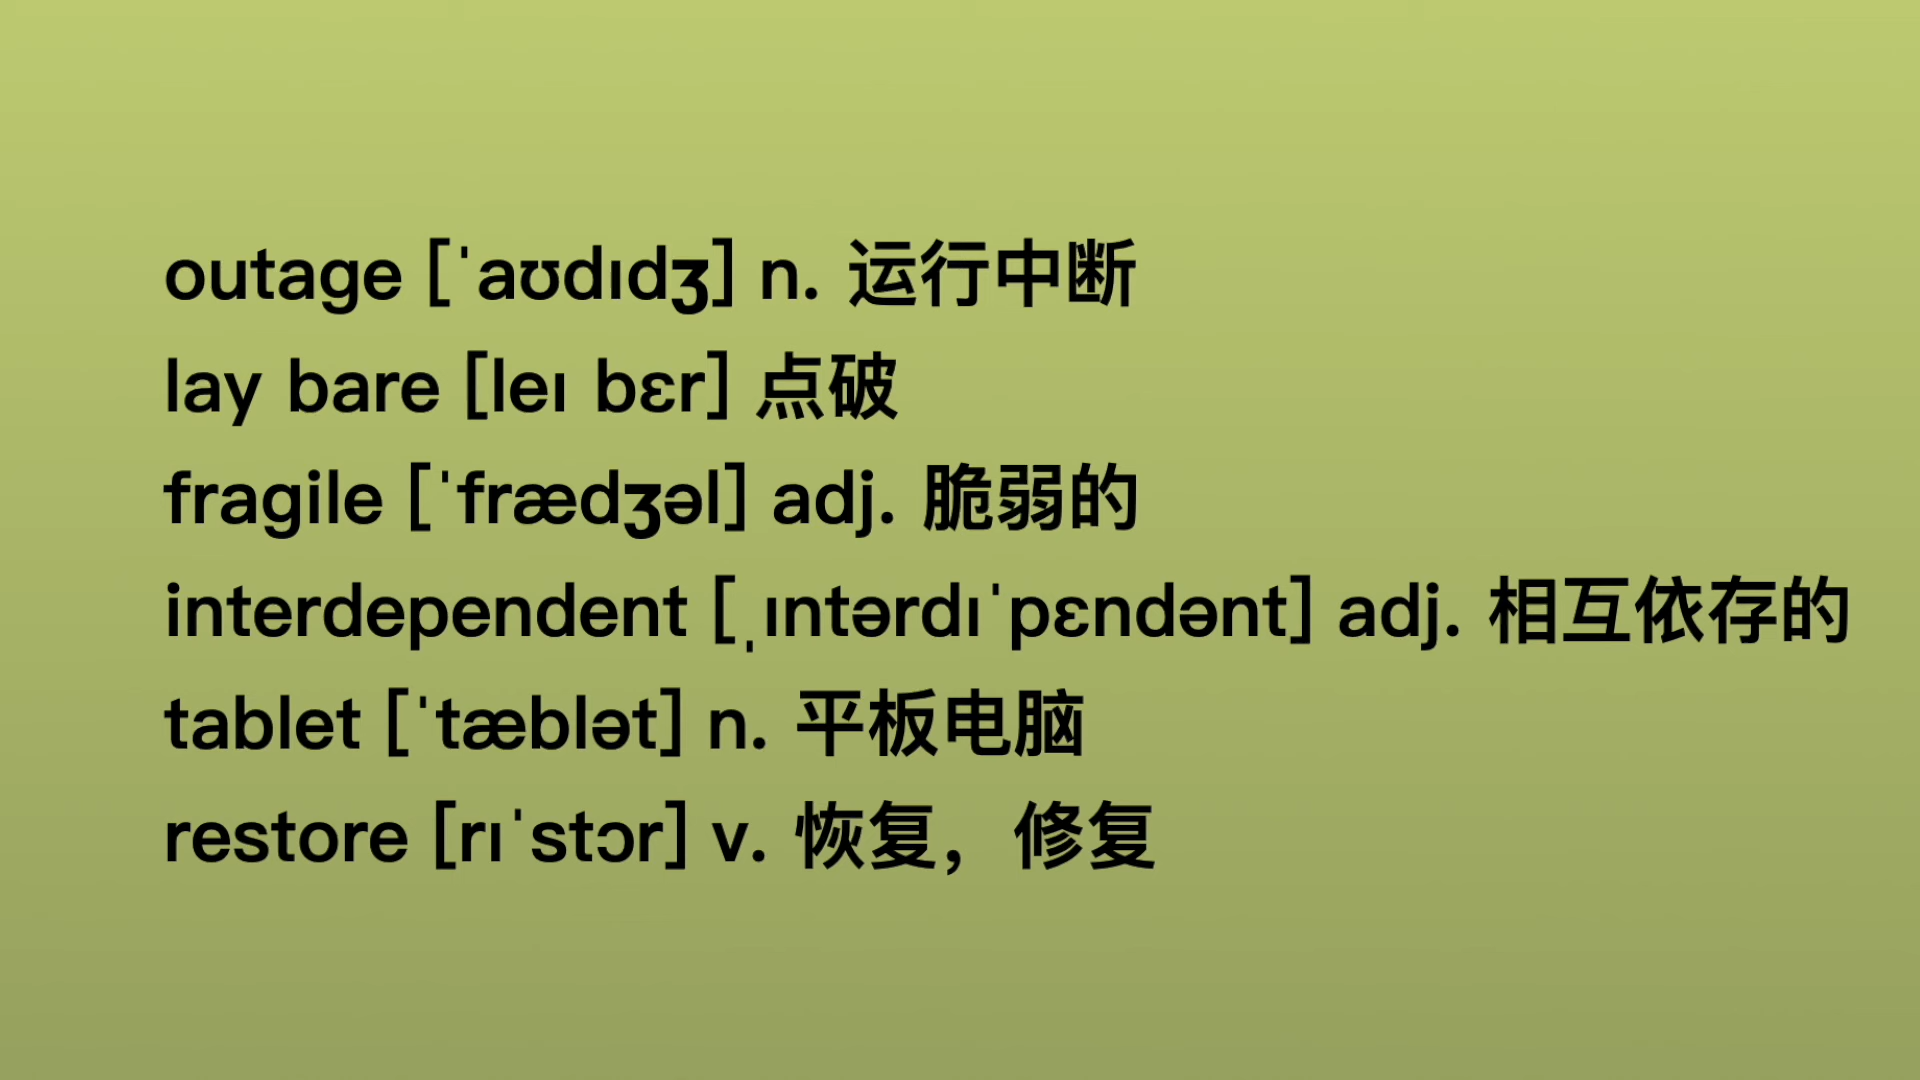 outage [ˈaʊdɪdʒ] n. 运行中断
lay bare [leɪ bɛr] 点破
fragile [ˈfrædʒəl] adj. 脆弱的
interdependent [ˌɪntərdɪˈpɛndənt] adj. 相互依存的
tablet [ˈtæblət] n. 平板电脑
restore [rɪˈstɔr] v. 恢复，修复